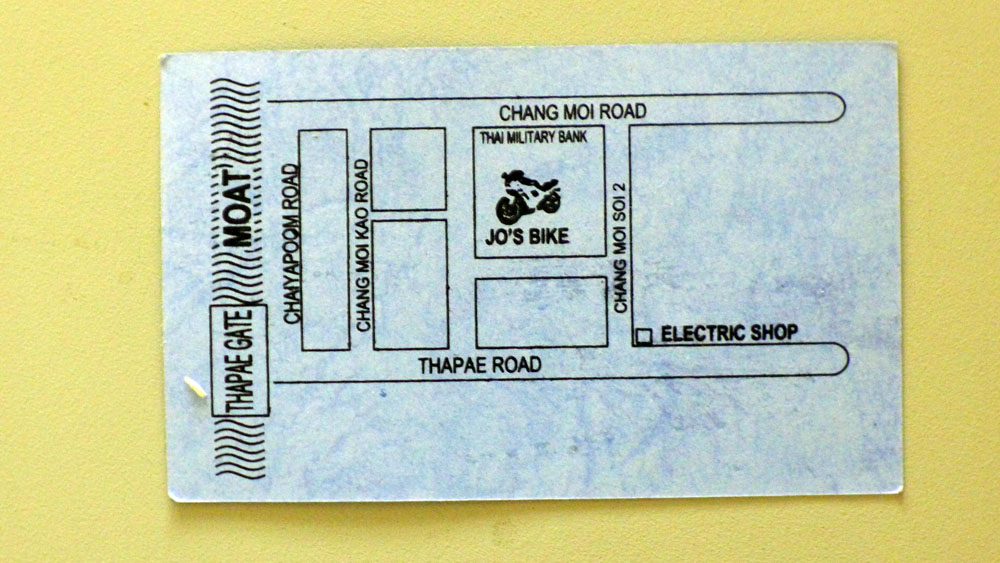 CHANG MOI ROAD
THAI MILITARY BANK
JO'S BIKE
MOAT
THAPAE GATE
CHAIYAPOOM ROAD
CHANG MOI KAO ROAD
CHANG MOI SOI 2
ELECTRIC SHOP
THAPAE ROAD